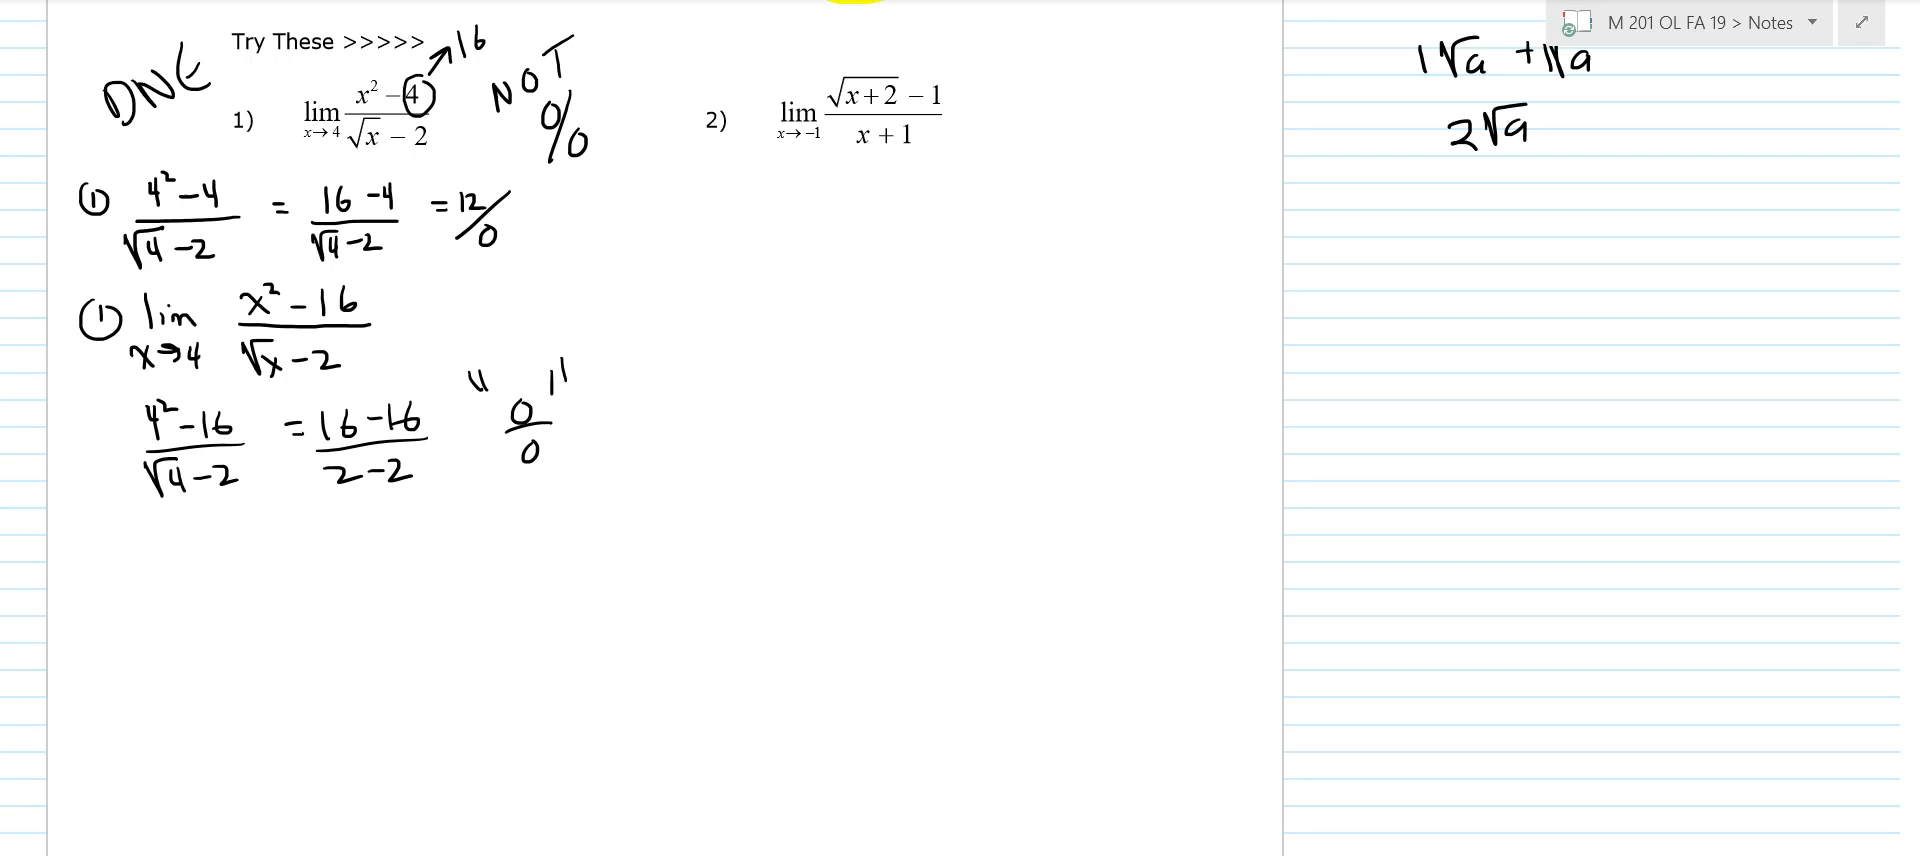 M 201 OL FA 19 > Notes
Try These >>>>>
16
DNE
NOT 0/0
1) lim x→4 (x² − 4)/(√x − 2)
2) lim x→−1 (√(x+2) − 1)/(x + 1)
① (4² − 4)/(√4 − 2) = (16 − 4)/(√4 − 2) = 12/0
① lim x→4 (x² − 16)/(√x − 2)
(4² − 16)/(√4 − 2) = (16 − 16)/(2 − 2) "0/0"
1√a + 1√a
2√a